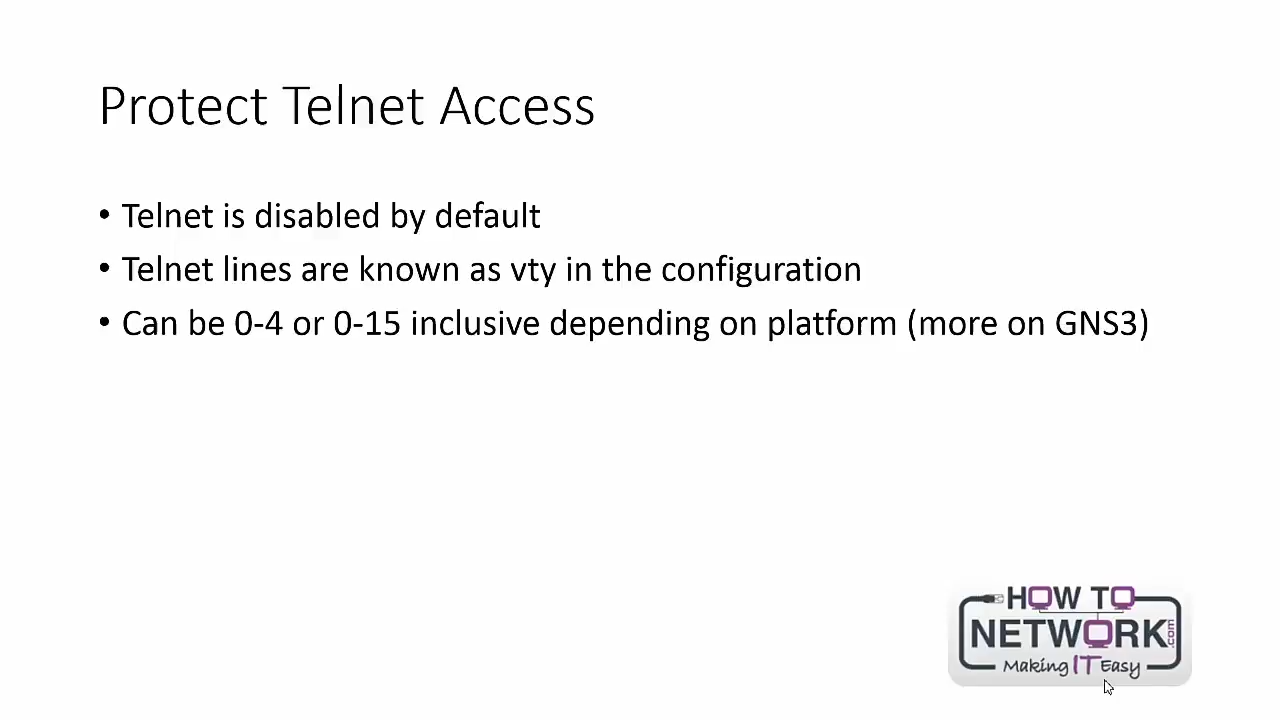 Protect Telnet Access
• Telnet is disabled by default
• Telnet lines are known as vty in the configuration
• Can be 0-4 or 0-15 inclusive depending on platform (more on GNS3)
HOW TO
NETWORK.com
Making IT Easy